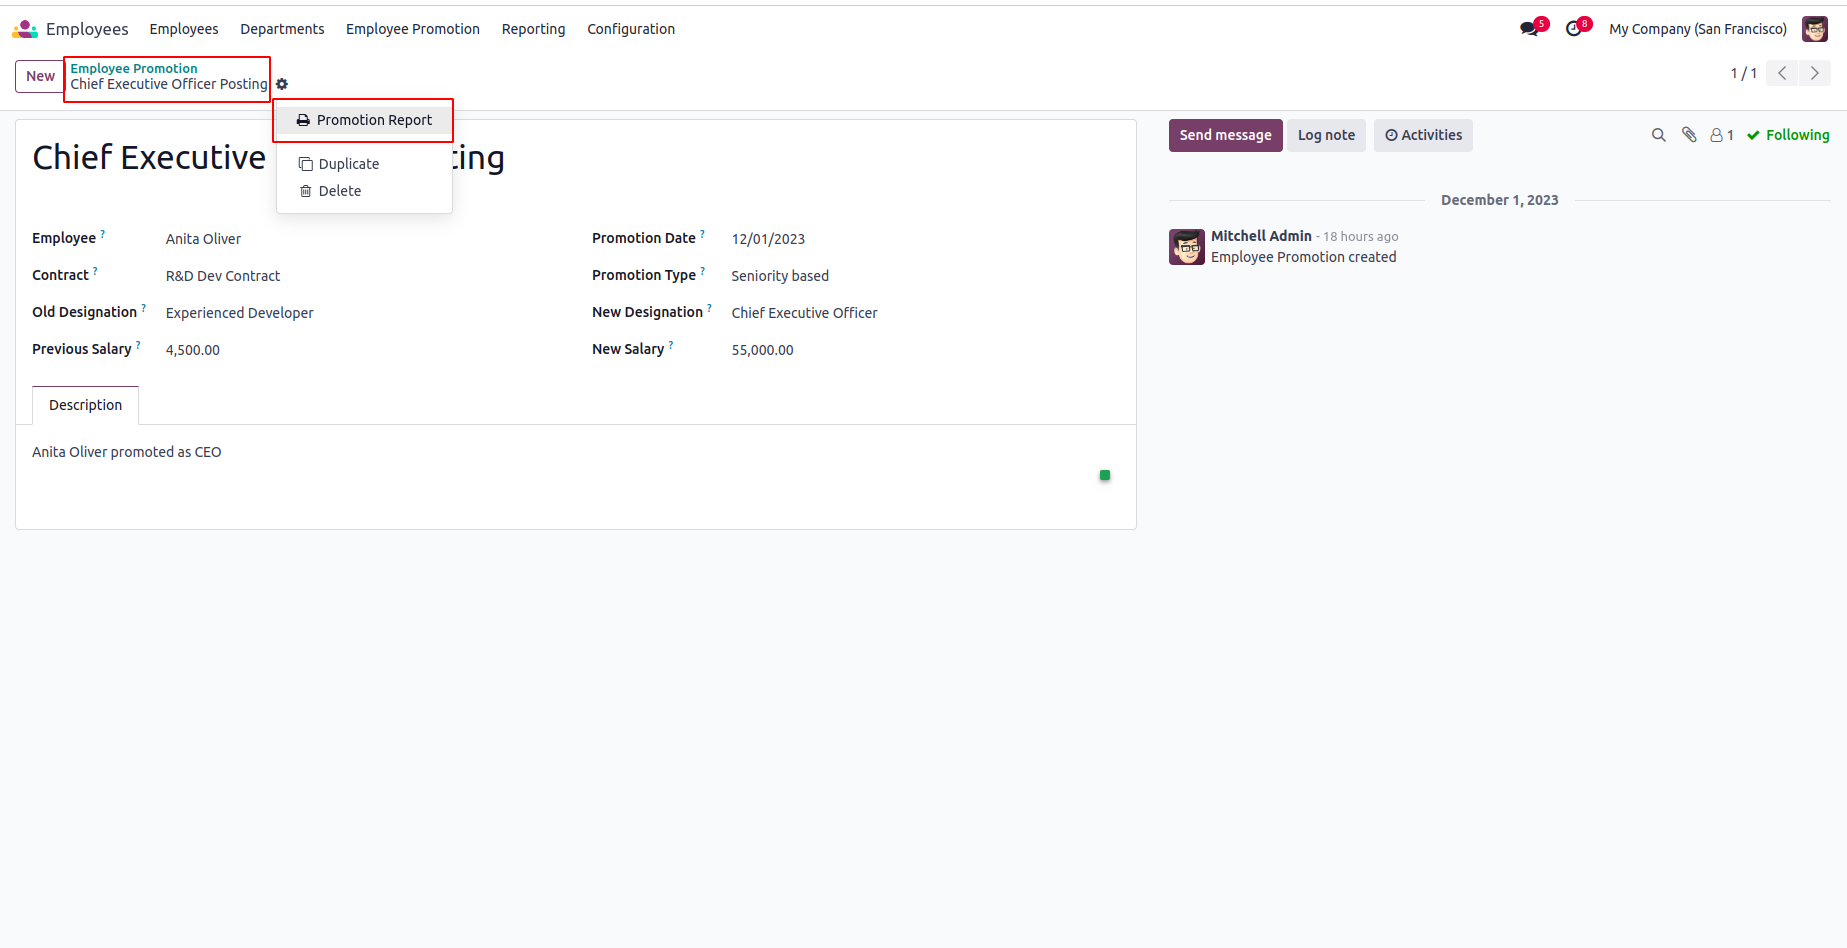 Employees
Employees Departments Employee Promotion Reporting Configuration
5 8 My Company (San Francisco)
New
Employee Promotion
Chief Executive Officer Posting
1 / 1
Promotion Report
Duplicate
Delete
Chief Executive ting
Employee ? Anita Oliver
Contract ? R&D Dev Contract
Old Designation ? Experienced Developer
Previous Salary ? 4,500.00
Promotion Date ? 12/01/2023
Promotion Type ? Seniority based
New Designation ? Chief Executive Officer
New Salary ? 55,000.00
Description
Anita Oliver promoted as CEO
Send message Log note Activities 1 Following
December 1, 2023
Mitchell Admin - 18 hours ago
Employee Promotion created